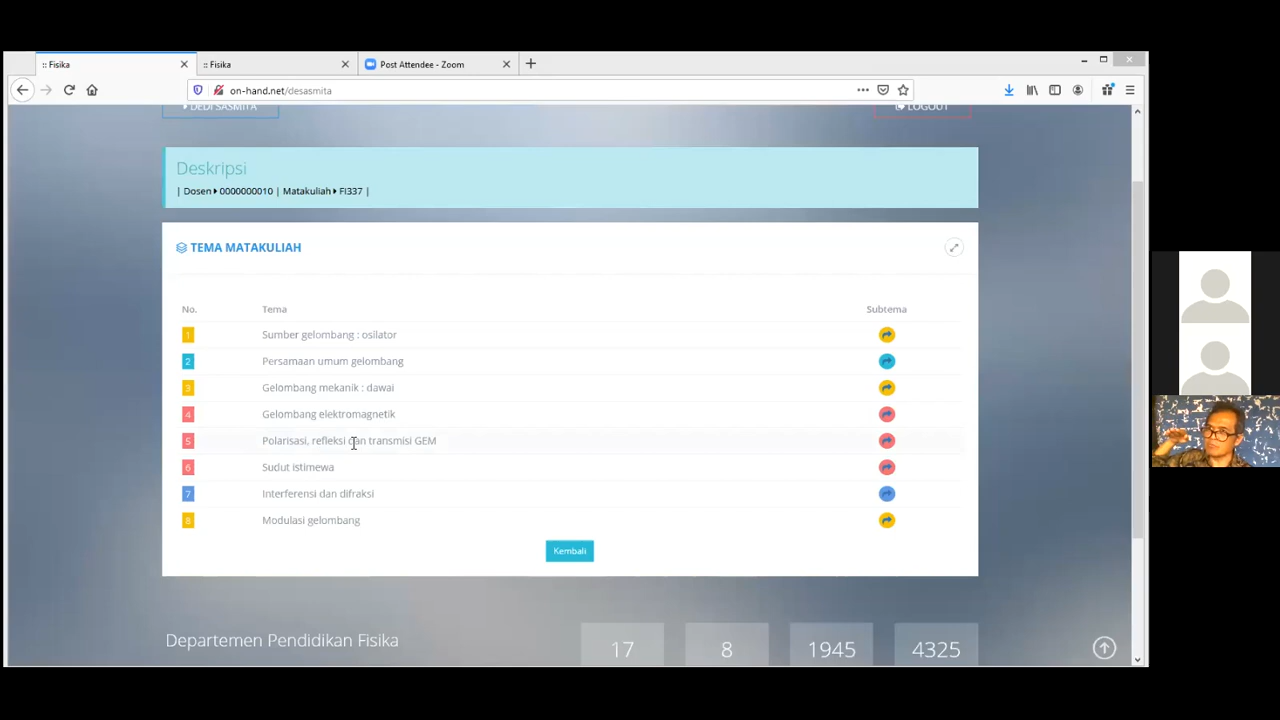 :: Fisika
:: Fisika
Post Attendee - Zoom
on-hand.net/desasmita
DEDI SASMITA
LOGOUT
Deskripsi
| Dosen 0000000010 | Matakuliah FI337 |
TEMA MATAKULIAH
No. Tema Subtema
1 Sumber gelombang : osilator
2 Persamaan umum gelombang
3 Gelombang mekanik : dawai
4 Gelombang elektromagnetik
5 Polarisasi, refleksi dan transmisi GEM
6 Sudut istimewa
7 Interferensi dan difraksi
8 Modulasi gelombang
Kembali
Departemen Pendidikan Fisika
17 8 1945 4325